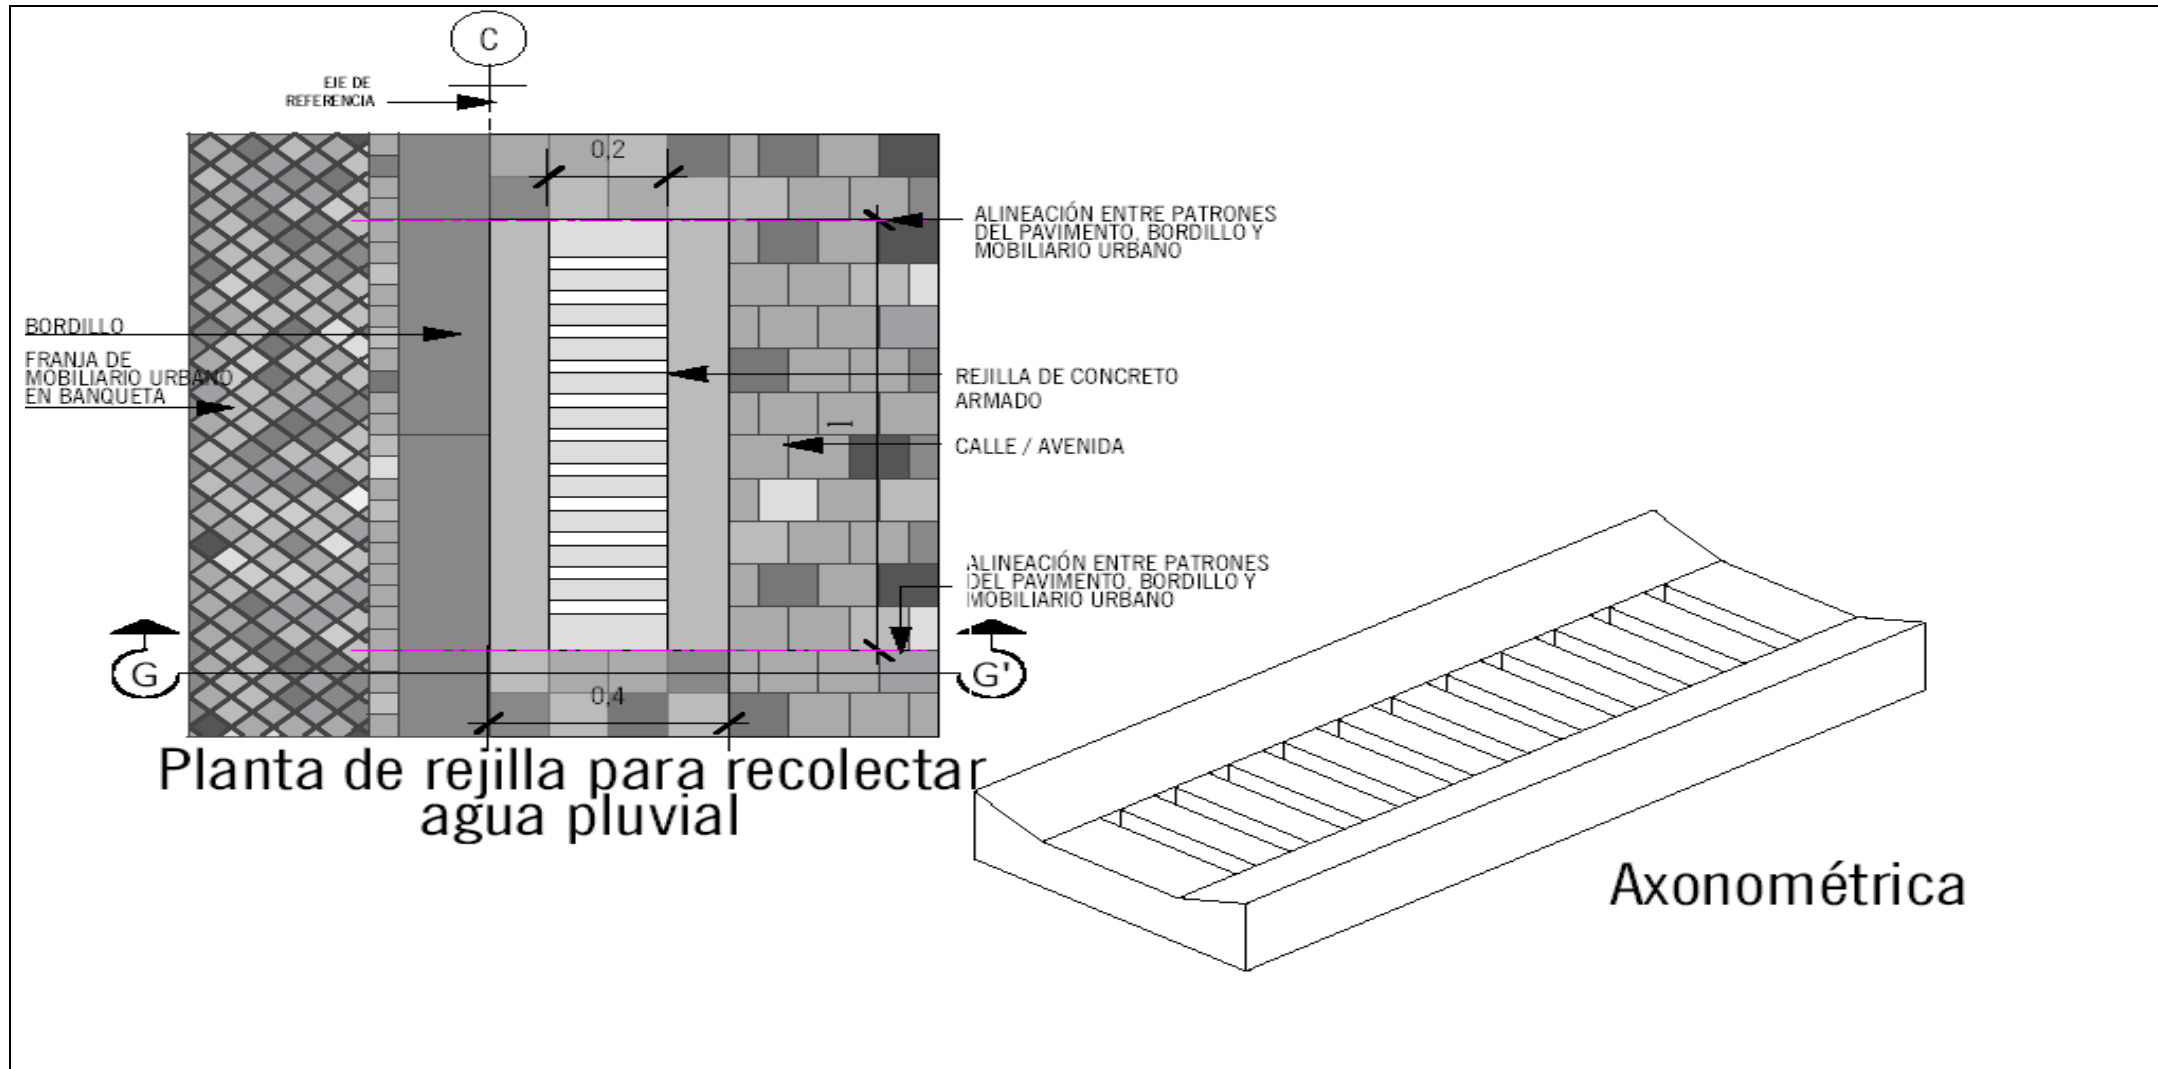 C
EJE DE
REFERENCIA
0,2
ALINEACIÓN ENTRE PATRONES
DEL PAVIMENTO, BORDILLO Y
MOBILIARIO URBANO
BORDILLO
FRANJA DE
MOBILIARIO URBANO
EN BANQUETA
REJILLA DE CONCRETO
ARMADO
1
CALLE / AVENIDA
ALINEACIÓN ENTRE PATRONES
DEL PAVIMENTO, BORDILLO Y
MOBILIARIO URBANO
G
G'
0,4
Planta de rejilla para recolectar
agua pluvial
Axonométrica